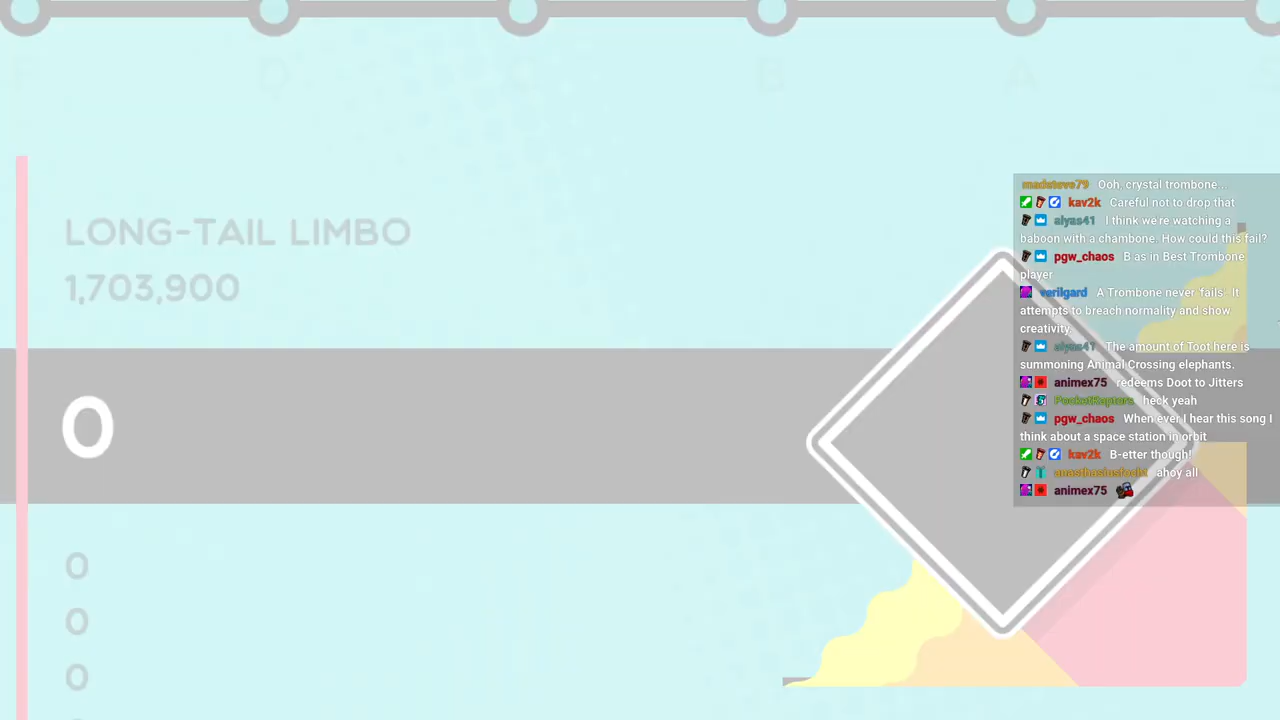 D
C
B
A
LONG-TAIL LIMBO
1,703,900
0
0
0
0
madsteve79 Ooh, crystal trombone...
kav2k Careful not to drop that
alyas41 I think we're watching a
baboon with a chambone. How could this fail?
pgw_chaos B as in Best Trombone
player
verilgard A Trombone never 'fails'. It
attempts to breach normality and show
creativity.
alyas41 The amount of Toot here is
summoning Animal Crossing elephants.
animex75 redeems Doot to Jitters
PocketRaptors heck yeah
pgw_chaos When ever I hear this song I
think about a space station in orbit
kav2k B-etter though!
ahoy all
animex75